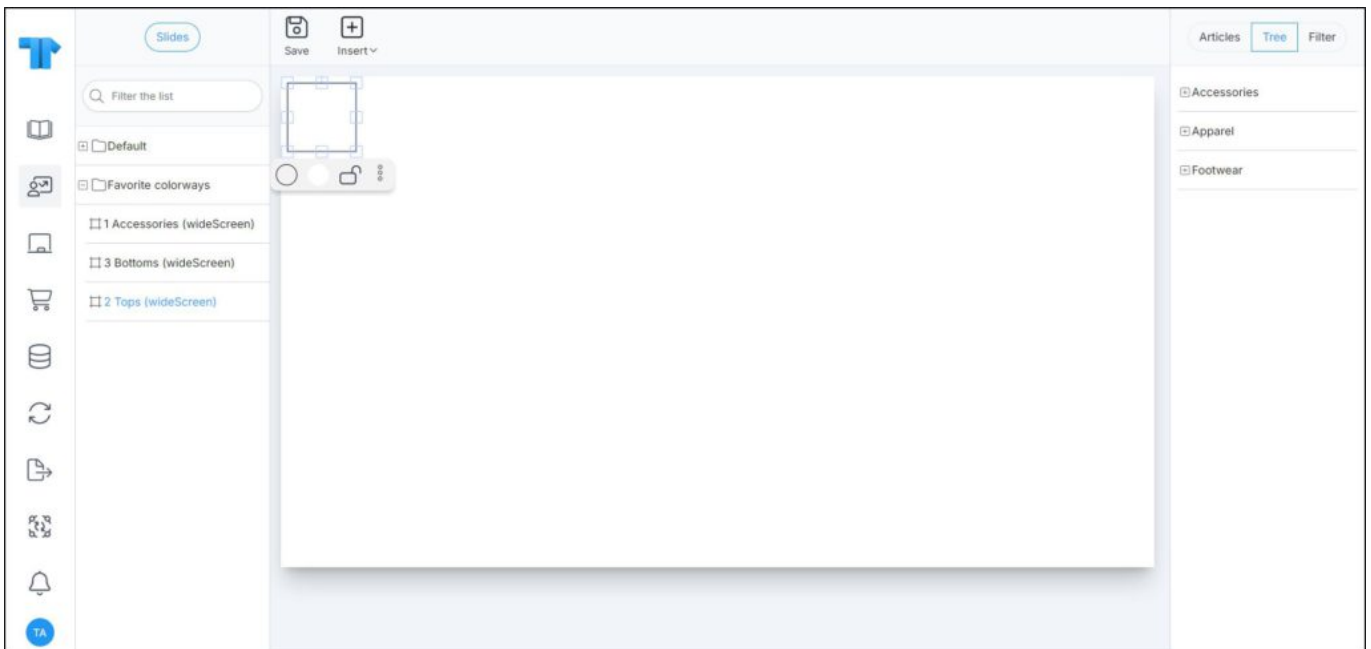 Slides
Save
Insert
Articles
Tree
Filter
Filter the list
Default
Favorite colorways
1 Accessories (wideScreen)
3 Bottoms (wideScreen)
2 Tops (wideScreen)
Accessories
Apparel
Footwear
TA